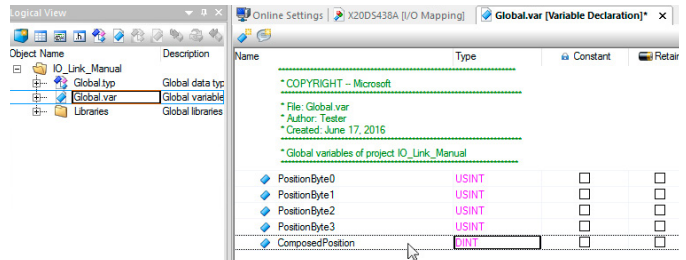 Logical View
Online Settings
X20DS438A [I/O Mapping]
Global.var [Variable Declaration]*
Object Name Description
IO_Link_Manual
Global.typ Global data typ
Global.var Global variable
Libraries Global libraries
Name Type Constant Retain
* COPYRIGHT -- Microsoft
* File: Global.var
* Author: Tester
* Created: June 17, 2016
* Global variables of project IO_Link_Manual
PositionByte0 USINT
PositionByte1 USINT
PositionByte2 USINT
PositionByte3 USINT
ComposedPosition DINT